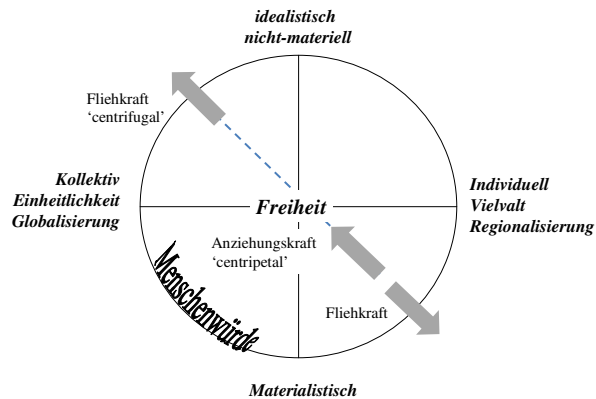 idealistisch
nicht-materiell
Fliehkraft
‘centrifugal’
Kollektiv
Einheitlichkeit
Globalisierung
Individuell
Vielvalt
Regionalisierung
Freiheit
Anziehungskraft
‘centripetal’
Menschenwürde
Fliehkraft
Materialistisch